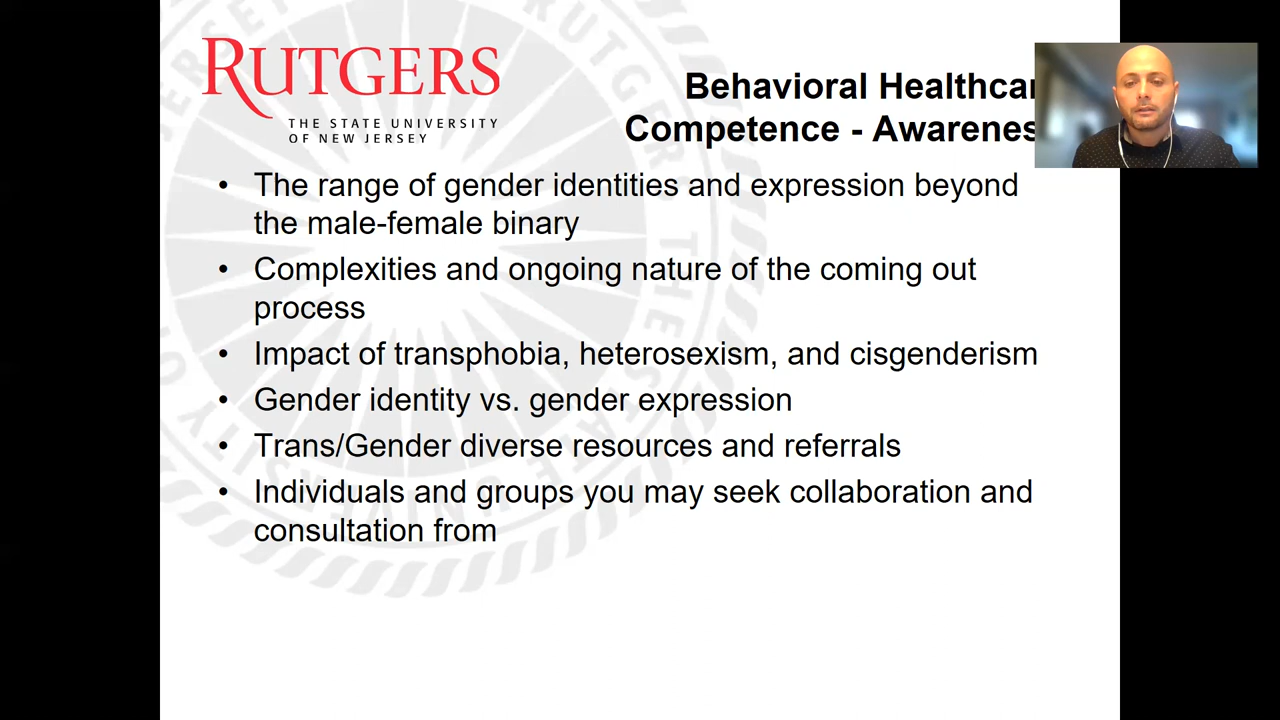 RUTGERS
THE STATE UNIVERSITY
OF NEW JERSEY
Behavioral
Competence -
• The range of gender identities and expression beyond
the male-female binary
• Complexities and ongoing nature of the coming out
process
• Impact of transphobia, heterosexism, and cisgenderism
• Gender identity vs. gender expression
• Trans/Gender diverse resources and referrals
• Individuals and groups you may seek collaboration and
consultation from